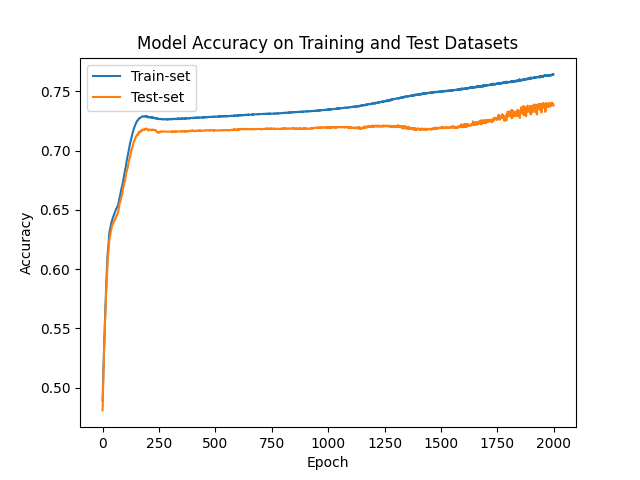 Model Accuracy on Training and Test Datasets
Train-set
Test-set
0.75
0.70
0.65
0.60
0.55
0.50
Accuracy
0 250 500 750 1000 1250 1500 1750 2000
Epoch